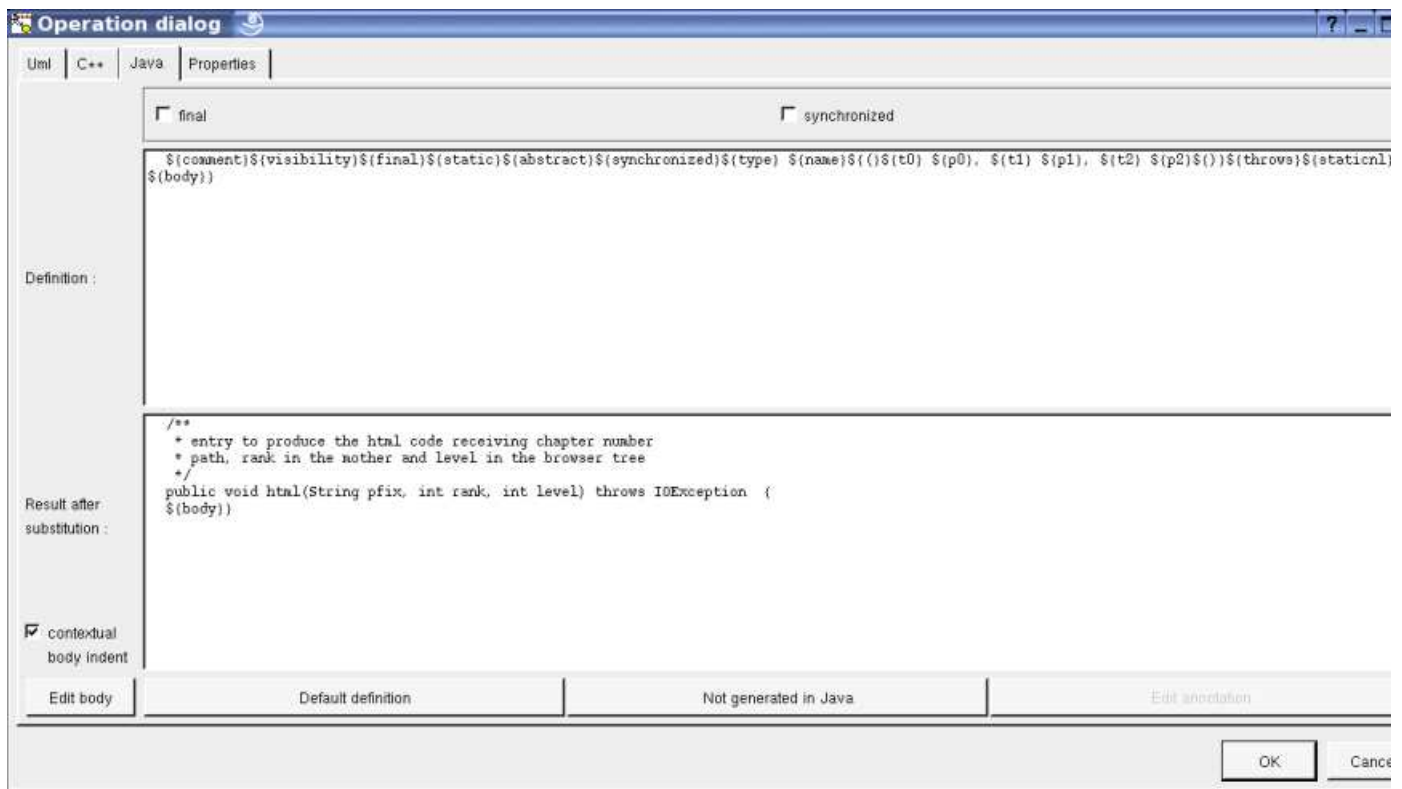 Operation dialog
Uml C++ Java Properties
final synchronized
Definition :
${comment}${visibility}${final}${static}${abstract}${synchronized}${type} ${name}${(}${t0} ${p0}, ${t1} ${p1}, ${t2} ${p2}${)}${throws}${staticnl}
${body}}
Result after
substitution :
/**
* entry to produce the html code receiving chapter number
* path, rank in the mother and level in the browser tree
*/
public void html(String pfix, int rank, int level) throws IOException {
${body}}
contextual
body indent
Edit body Default definition Not generated in Java Edit annotation
OK Cance